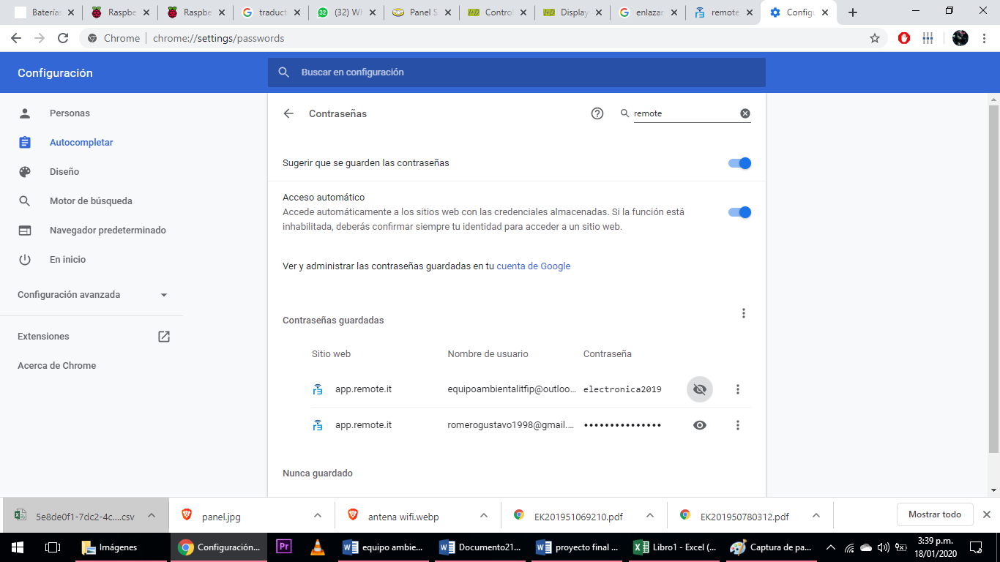 Baterías
Raspbe
Raspbe
traduct
(32) Wh
Panel S
Control
Display
enlazar
remote
Configu
Chrome
chrome://settings/passwords
Configuración
Buscar en configuración
Personas
Autocompletar
Diseño
Motor de búsqueda
Navegador predeterminado
En inicio
Configuración avanzada
Extensiones
Acerca de Chrome
Contraseñas
remote
Sugerir que se guarden las contraseñas
Acceso automático
Accede automáticamente a los sitios web con las credenciales almacenadas. Si la función está
inhabilitada, deberás confirmar siempre tu identidad para acceder a un sitio web.
Ver y administrar las contraseñas guardadas en tu cuenta de Google
Contraseñas guardadas
Sitio web Nombre de usuario Contraseña
app.remote.it equipoambientalitfip@outloo... electronica2019
app.remote.it romerogustavo1998@gmail.... •••••••••••••••
Nunca guardado
5e8de0f1-7dc2-4c....csv
panel.jpg
antena wifi.webp
EK201951069210.pdf
EK201950780312.pdf
Mostrar todo
Imágenes
Configuración...
Pr
equipo ambie...
Documento21...
proyecto final ...
Libro1 - Excel (...
Captura de pa...
3:39 p.m.
18/01/2020